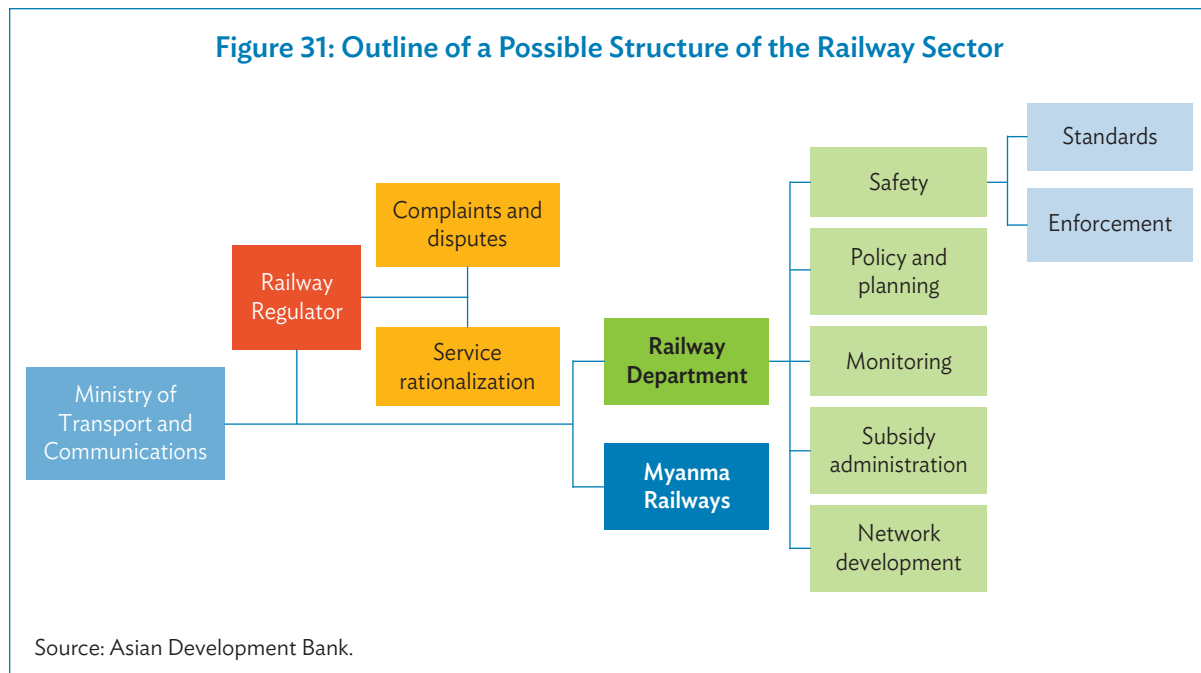 Figure 31: Outline of a Possible Structure of the Railway Sector
Standards
Safety
Complaints and
disputes
Enforcement
Railway
Regulator
Policy and
planning
Service
rationalization
Railway
Department
Monitoring
Ministry of
Transport and
Communications
Myanma
Railways
Subsidy
administration
Network
development
Source: Asian Development Bank.